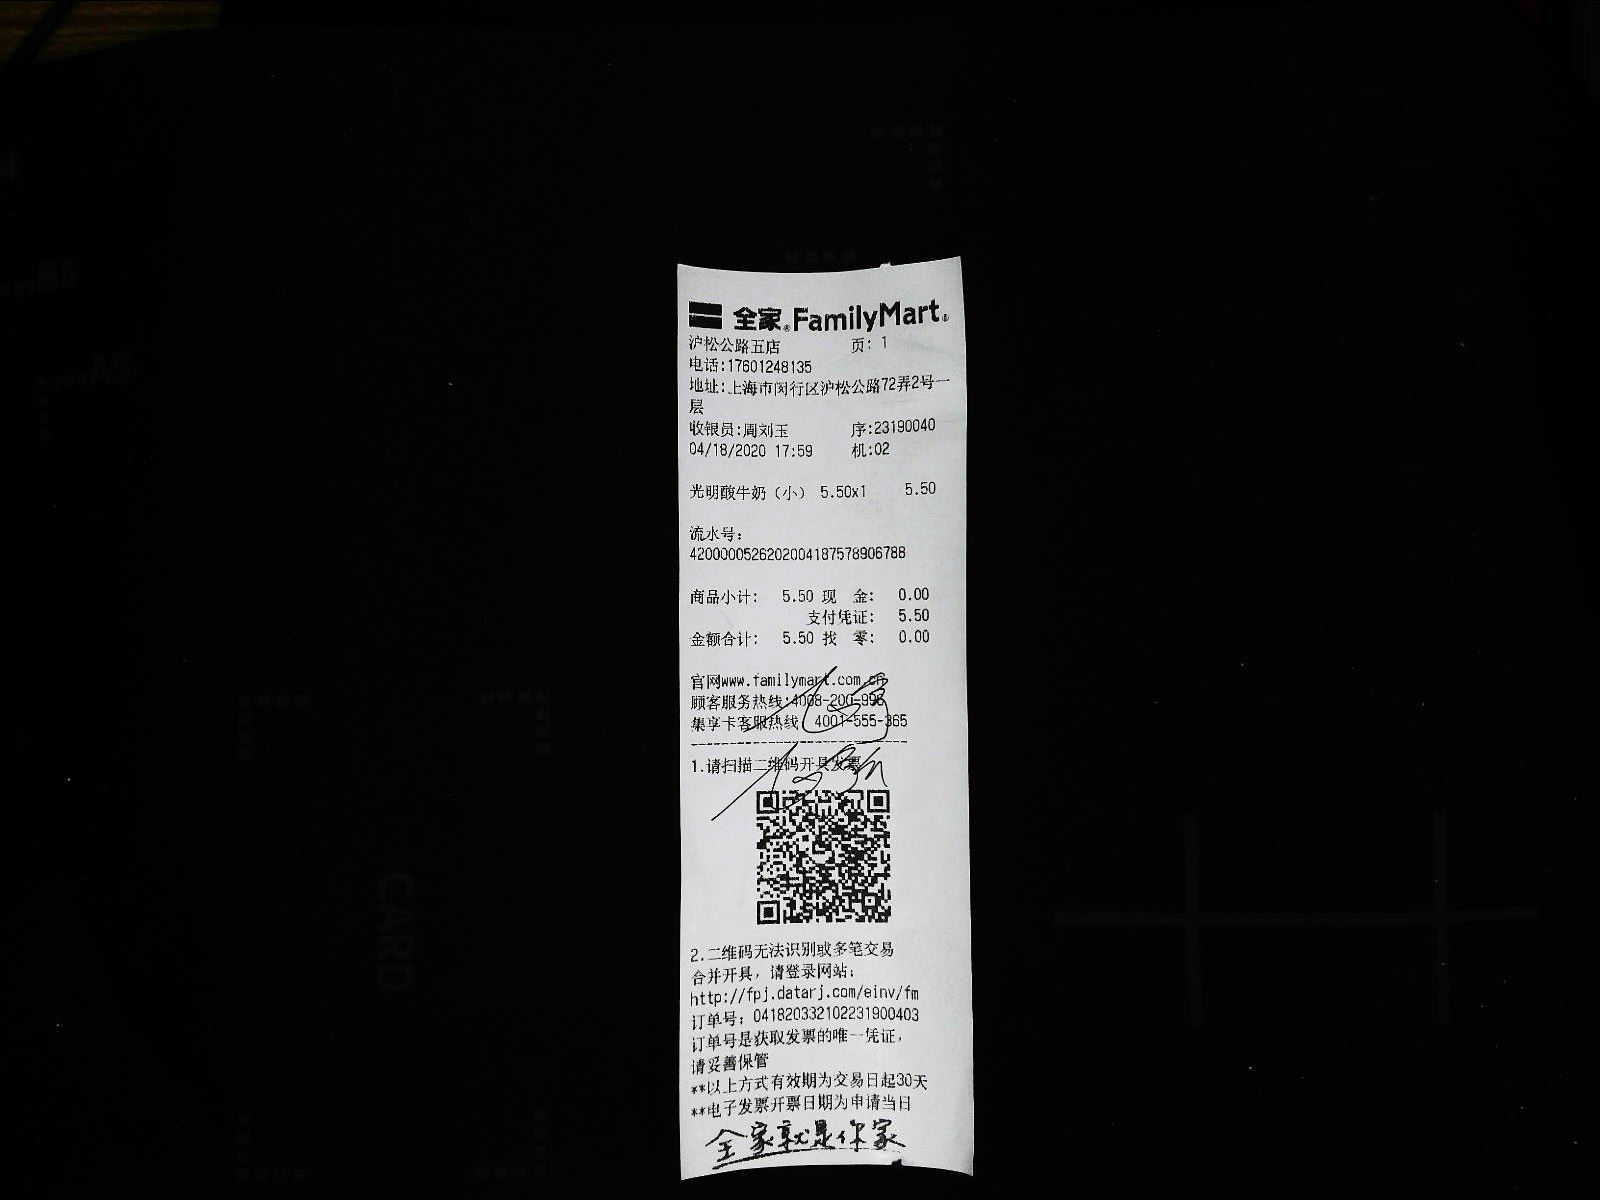 全家®FamilyMart®
沪松公路五店 页: 1
电话:17601248135
地址:上海市闵行区沪松公路72弄2号一
层
收银员:周刘玉 序:23190040
04/18/2020 17:59 机:02
光明酸牛奶（小） 5.50x1 5.50
流水号:
4200000526202004187578906788
商品小计: 5.50 现 金: 0.00
支付凭证: 5.50
金额合计: 5.50 找 零: 0.00
官网www.familymart.com.cn
顾客服务热线:4008-200-996
集享卡客服热线: 4001-555-365
1.请扫描二维码开具发票
2.二维码无法识别或多笔交易
合并开具，请登录网站:
http://fpj.datarj.com/einv/fm
订单号: 041820332102231900403
订单号是获取发票的唯一凭证，
请妥善保管
**以上方式有效期为交易日起30天
**电子发票开票日期为申请当日
全家就是你家
B5
A5
CARD